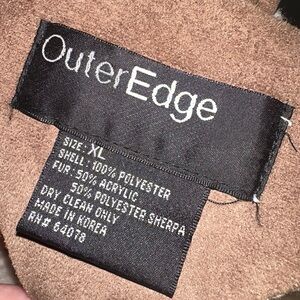 OuterEdge
SIZE: XL
SHELL: 100% POLYESTER
FUR: 50% ACRYLIC
50% POLYESTER SHERPA
DRY CLEAN ONLY
MADE IN KOREA
RN# 64078